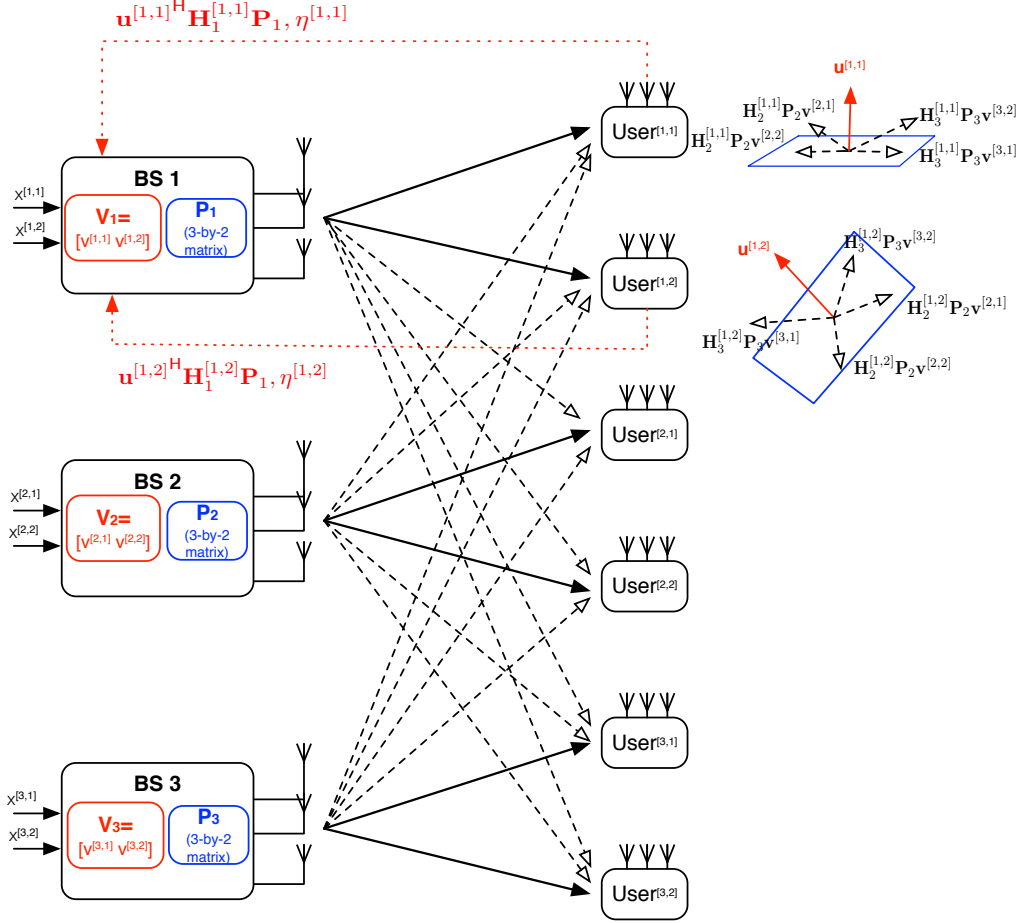 u^{[1,1]^H} H_1^{[1,1]} P_1, η^{[1,1]}
BS 1
X^{[1,1]}
X^{[1,2]}
V_1=
[v^{[1,1]} v^{[1,2]}]
P_1
(3-by-2
matrix)
u^{[1,2]^H} H_1^{[1,2]} P_1, η^{[1,2]}
BS 2
X^{[2,1]}
X^{[2,2]}
V_2=
[v^{[2,1]} v^{[2,2]}]
P_2
(3-by-2
matrix)
BS 3
X^{[3,1]}
X^{[3,2]}
V_3=
[v^{[3,1]} v^{[3,2]}]
P_3
(3-by-2
matrix)
User^{[1,1]}
User^{[1,2]}
User^{[2,1]}
User^{[2,2]}
User^{[3,1]}
User^{[3,2]}
u^{[1,1]}
H_2^{[1,1]} P_2 v^{[2,1]}
H_3^{[1,1]} P_3 v^{[3,2]}
H_2^{[1,1]} P_2 v^{[2,2]}
H_3^{[1,1]} P_3 v^{[3,1]}
u^{[1,2]}
H_3^{[1,2]} P_3 v^{[3,2]}
H_2^{[1,2]} P_2 v^{[2,1]}
H_3^{[1,2]} P_3 v^{[3,1]}
H_2^{[1,2]} P_2 v^{[2,2]}